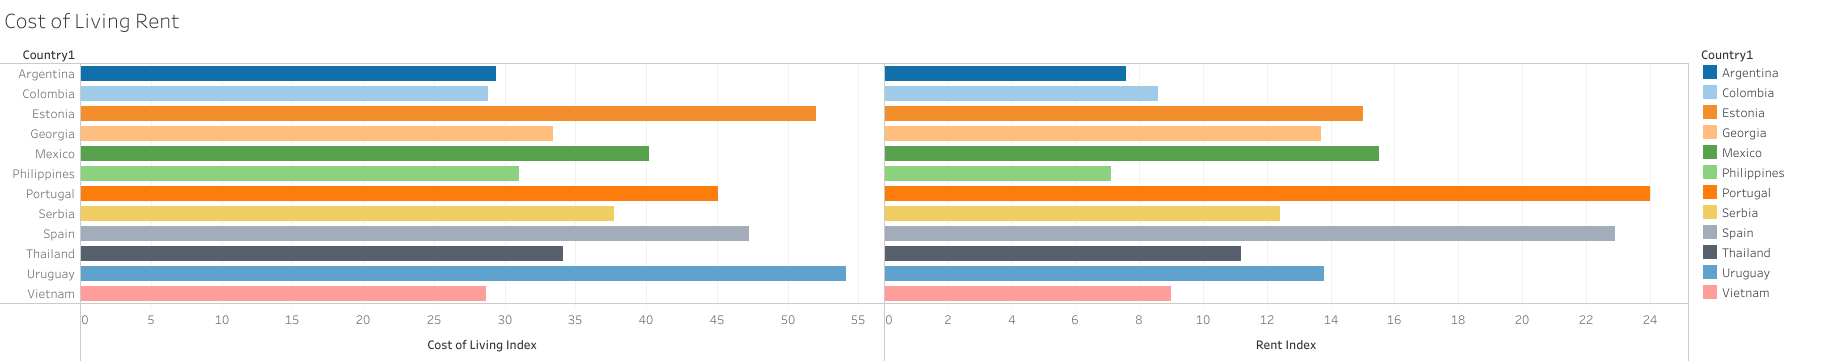 Cost of Living Rent
Country1
Argentina
Colombia
Estonia
Georgia
Mexico
Philippines
Portugal
Serbia
Spain
Thailand
Uruguay
Vietnam
0 5 10 15 20 25 30 35 40 45 50 55
Cost of Living Index
0 2 4 6 8 10 12 14 16 18 20 22 24
Rent Index
Country1
Argentina
Colombia
Estonia
Georgia
Mexico
Philippines
Portugal
Serbia
Spain
Thailand
Uruguay
Vietnam